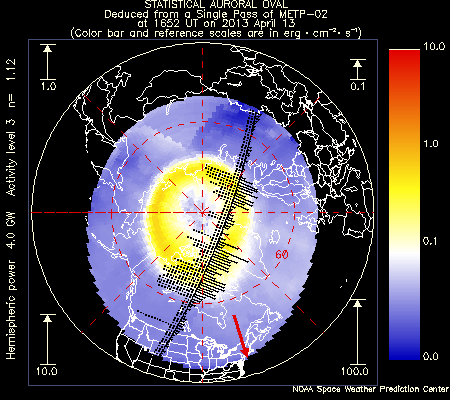 STATISTICAL AURORAL OVAL
Deduced from a Single Pass of METP-02
at 1652 UT on 2013 April 13
(Color bar and reference scales are in erg · cm⁻² · s⁻¹)
Hemispheric power 4.0 GW Activity level 3 n= 1.12
1.0
0.1
10.0
100.0
60
10.0
1.0
0.1
0.0
NOAA Space Weather Prediction Center